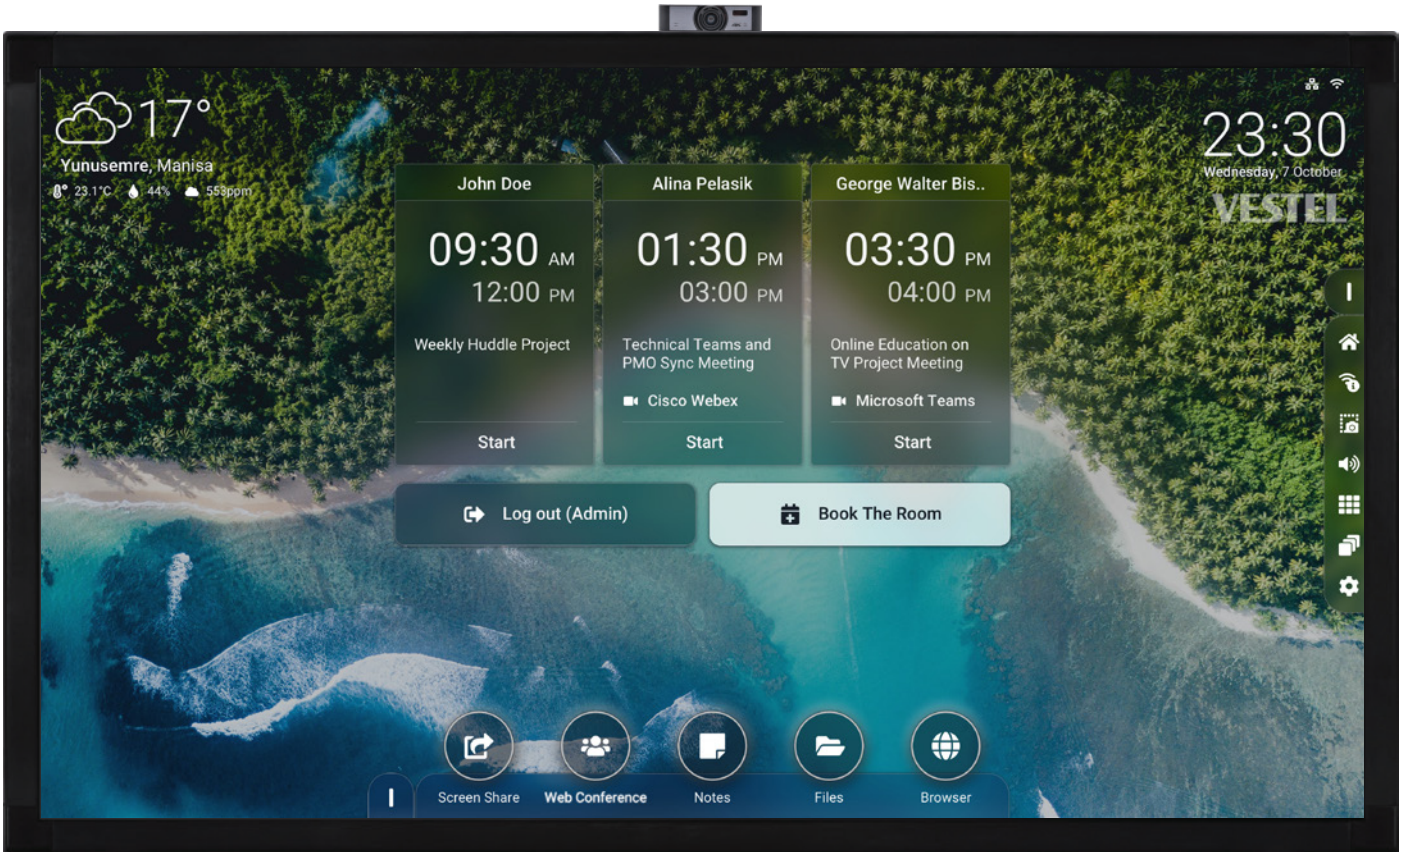 17°
Yunusemre, Manisa
23.1°C 44% 553ppm
23:30
Wednesday, 7 October
VESTEL
John Doe
09:30 AM
12:00 PM
Weekly Huddle Project
Start
Alina Pelasik
01:30 PM
03:00 PM
Technical Teams and
PMO Sync Meeting
Cisco Webex
Start
George Walter Bis..
03:30 PM
04:00 PM
Online Education on
TV Project Meeting
Microsoft Teams
Start
Log out (Admin)
Book The Room
Screen Share
Web Conference
Notes
Files
Browser